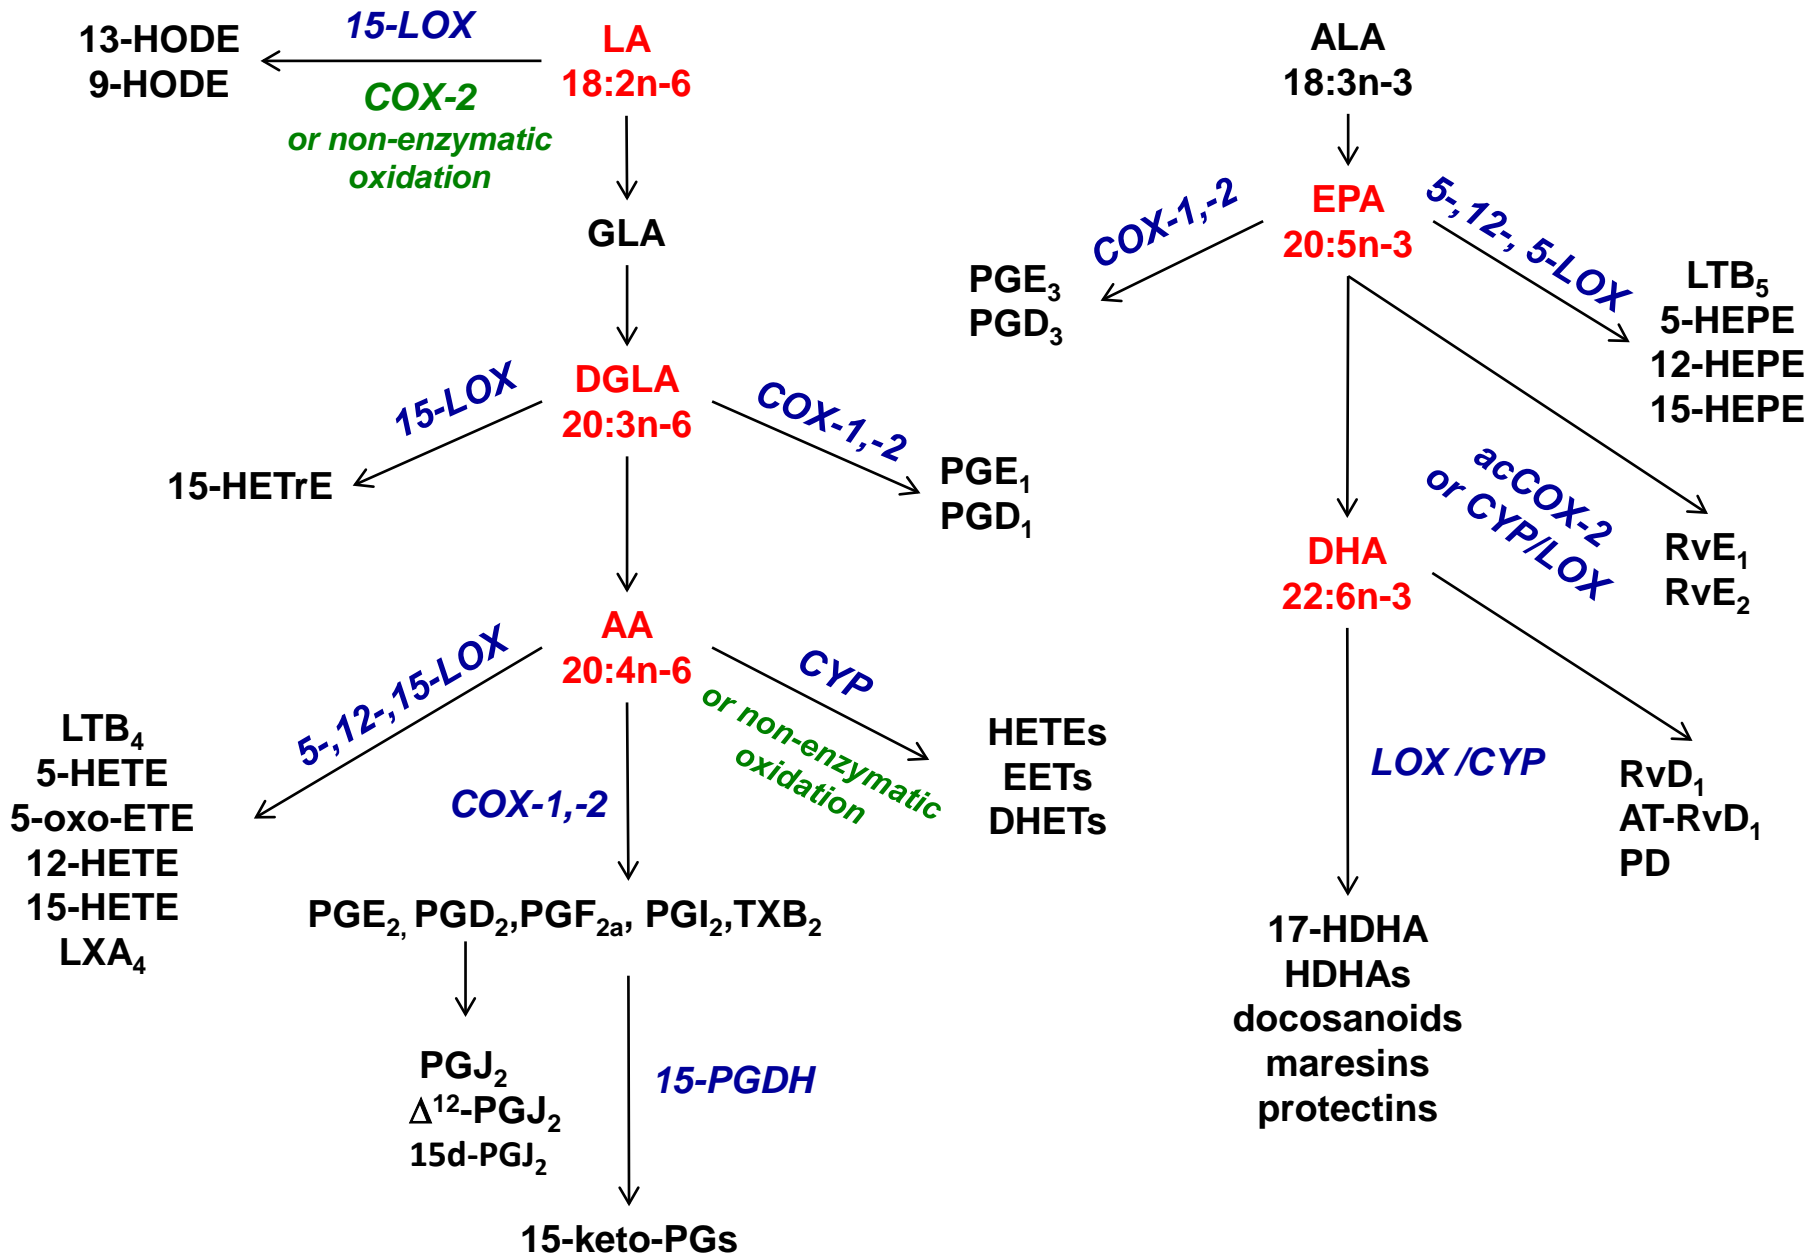 13-HODE
9-HODE
15-LOX
COX-2
or non-enzymatic
oxidation
LA
18:2n-6
GLA
DGLA
20:3n-6
15-LOX
15-HETrE
COX-1,-2
PGE1
PGD1
AA
20:4n-6
5-,12-,15-LOX
LTB4
5-HETE
5-oxo-ETE
12-HETE
15-HETE
LXA4
COX-1,-2
CYP
or non-enzymatic
oxidation
HETEs
EETs
DHETs
PGE2, PGD2,PGF2a, PGI2,TXB2
PGJ2
Δ12-PGJ2
15d-PGJ2
15-PGDH
15-keto-PGs
ALA
18:3n-3
EPA
20:5n-3
COX-1,-2
PGE3
PGD3
5-,12-, 5-LOX
LTB5
5-HEPE
12-HEPE
15-HEPE
acCOX-2
or CYP/LOX
RvE1
RvE2
DHA
22:6n-3
LOX /CYP
RvD1
AT-RvD1
PD
17-HDHA
HDHAs
docosanoids
maresins
protectins